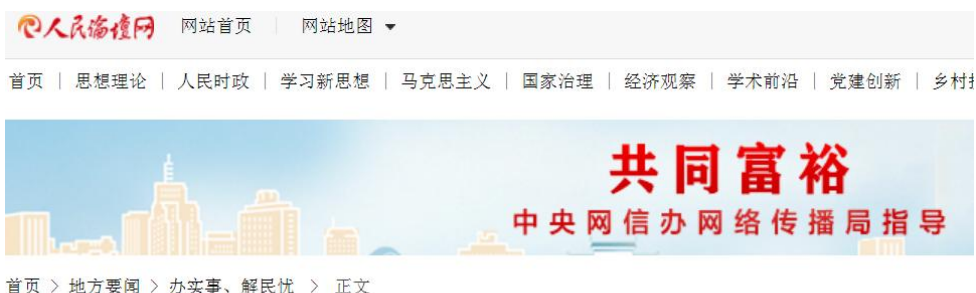 人民论坛网 网站首页 网站地图
首页 | 思想理论 | 人民时政 | 学习新思想 | 马克思主义 | 国家治理 | 经济观察 | 学术前沿 | 党建创新 | 乡村
共同富裕
中央网信办网络传播局指导
首页 > 地方要闻 > 办实事、解民忧 > 正文